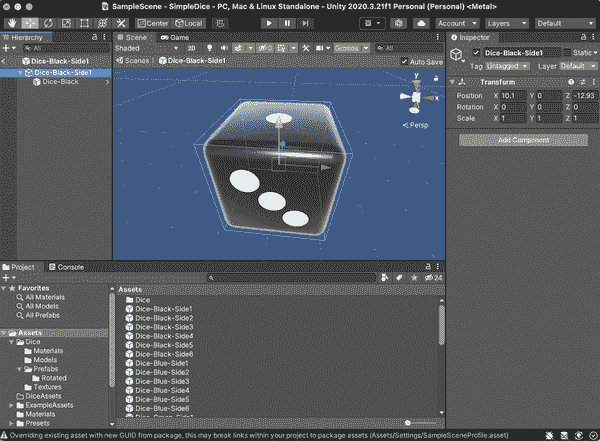 SampleScene - SimpleDice - PC, Mac & Linux Standalone - Unity 2020.3.21f1 Personal (Personal) <Metal>
Center Local Account Layers Default
Hierarchy
All
Dice-Black-Side1
Dice-Black-Side1
Dice-Black
Scene Game
Shaded 2D 0 Gizmos All
Scenes Dice-Black-Side1 Auto Save
y
x
Persp
Inspector
Dice-Black-Side1 Static
Tag Untagged Layer Default
Transform
Position X 10.1 Y 0 Z -12.93
Rotation X 0 Y 0 Z 0
Scale X 1 Y 1 Z 1
Add Component
Project Console
24
Favorites
All Materials
All Models
All Prefabs
Assets
Dice
Materials
Models
Prefabs
Rotated
Textures
DiceAssets
ExampleAssets
Materials
Presets
Assets
Dice
Dice-Black-Side1
Dice-Black-Side2
Dice-Black-Side3
Dice-Black-Side4
Dice-Black-Side5
Dice-Black-Side6
Dice-Blue-Side1
Dice-Blue-Side2
Dice-Blue-Side3
Dice-Blue-Side4
Dice-Blue-Side5
Dice-Blue-Side6
Overriding existing asset with new GUID from package, this may break links within your project to package assets (Assets/Settings/SampleSceneProfile.asset)